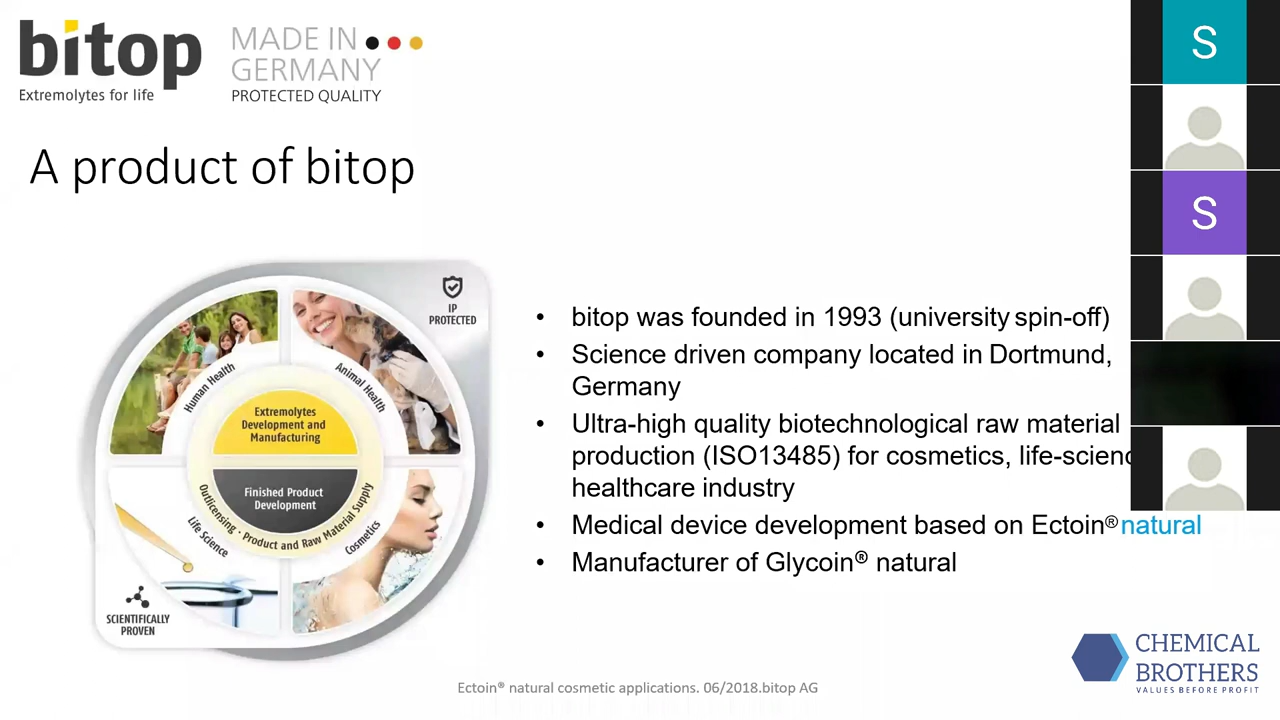 bitop
Extremolytes for life
MADE IN
GERMANY
PROTECTED QUALITY
A product of bitop
IP
PROTECTED
Human Health
Animal Health
Extremolytes
Development and
Manufacturing
Finished Product
Development
Outlicensing · Product and Raw Material Supply
Life Science
Cosmetics
SCIENTIFICALLY
PROVEN
• bitop was founded in 1993 (university spin-off)
• Science driven company located in Dortmund,
Germany
• Ultra-high quality biotechnological raw material
production (ISO13485) for cosmetics, life-scienc
healthcare industry
• Medical device development based on Ectoin® natural
• Manufacturer of Glycoin® natural
S
S
Ectoin® natural cosmetic applications. 06/2018.bitop AG
CHEMICAL
BROTHERS
VALUES BEFORE PROFIT